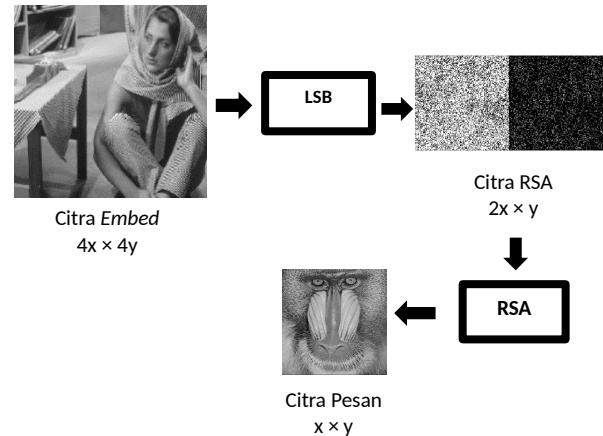 LSB
Citra Embed
4x × 4y
Citra RSA
2x × y
RSA
Citra Pesan
x × y